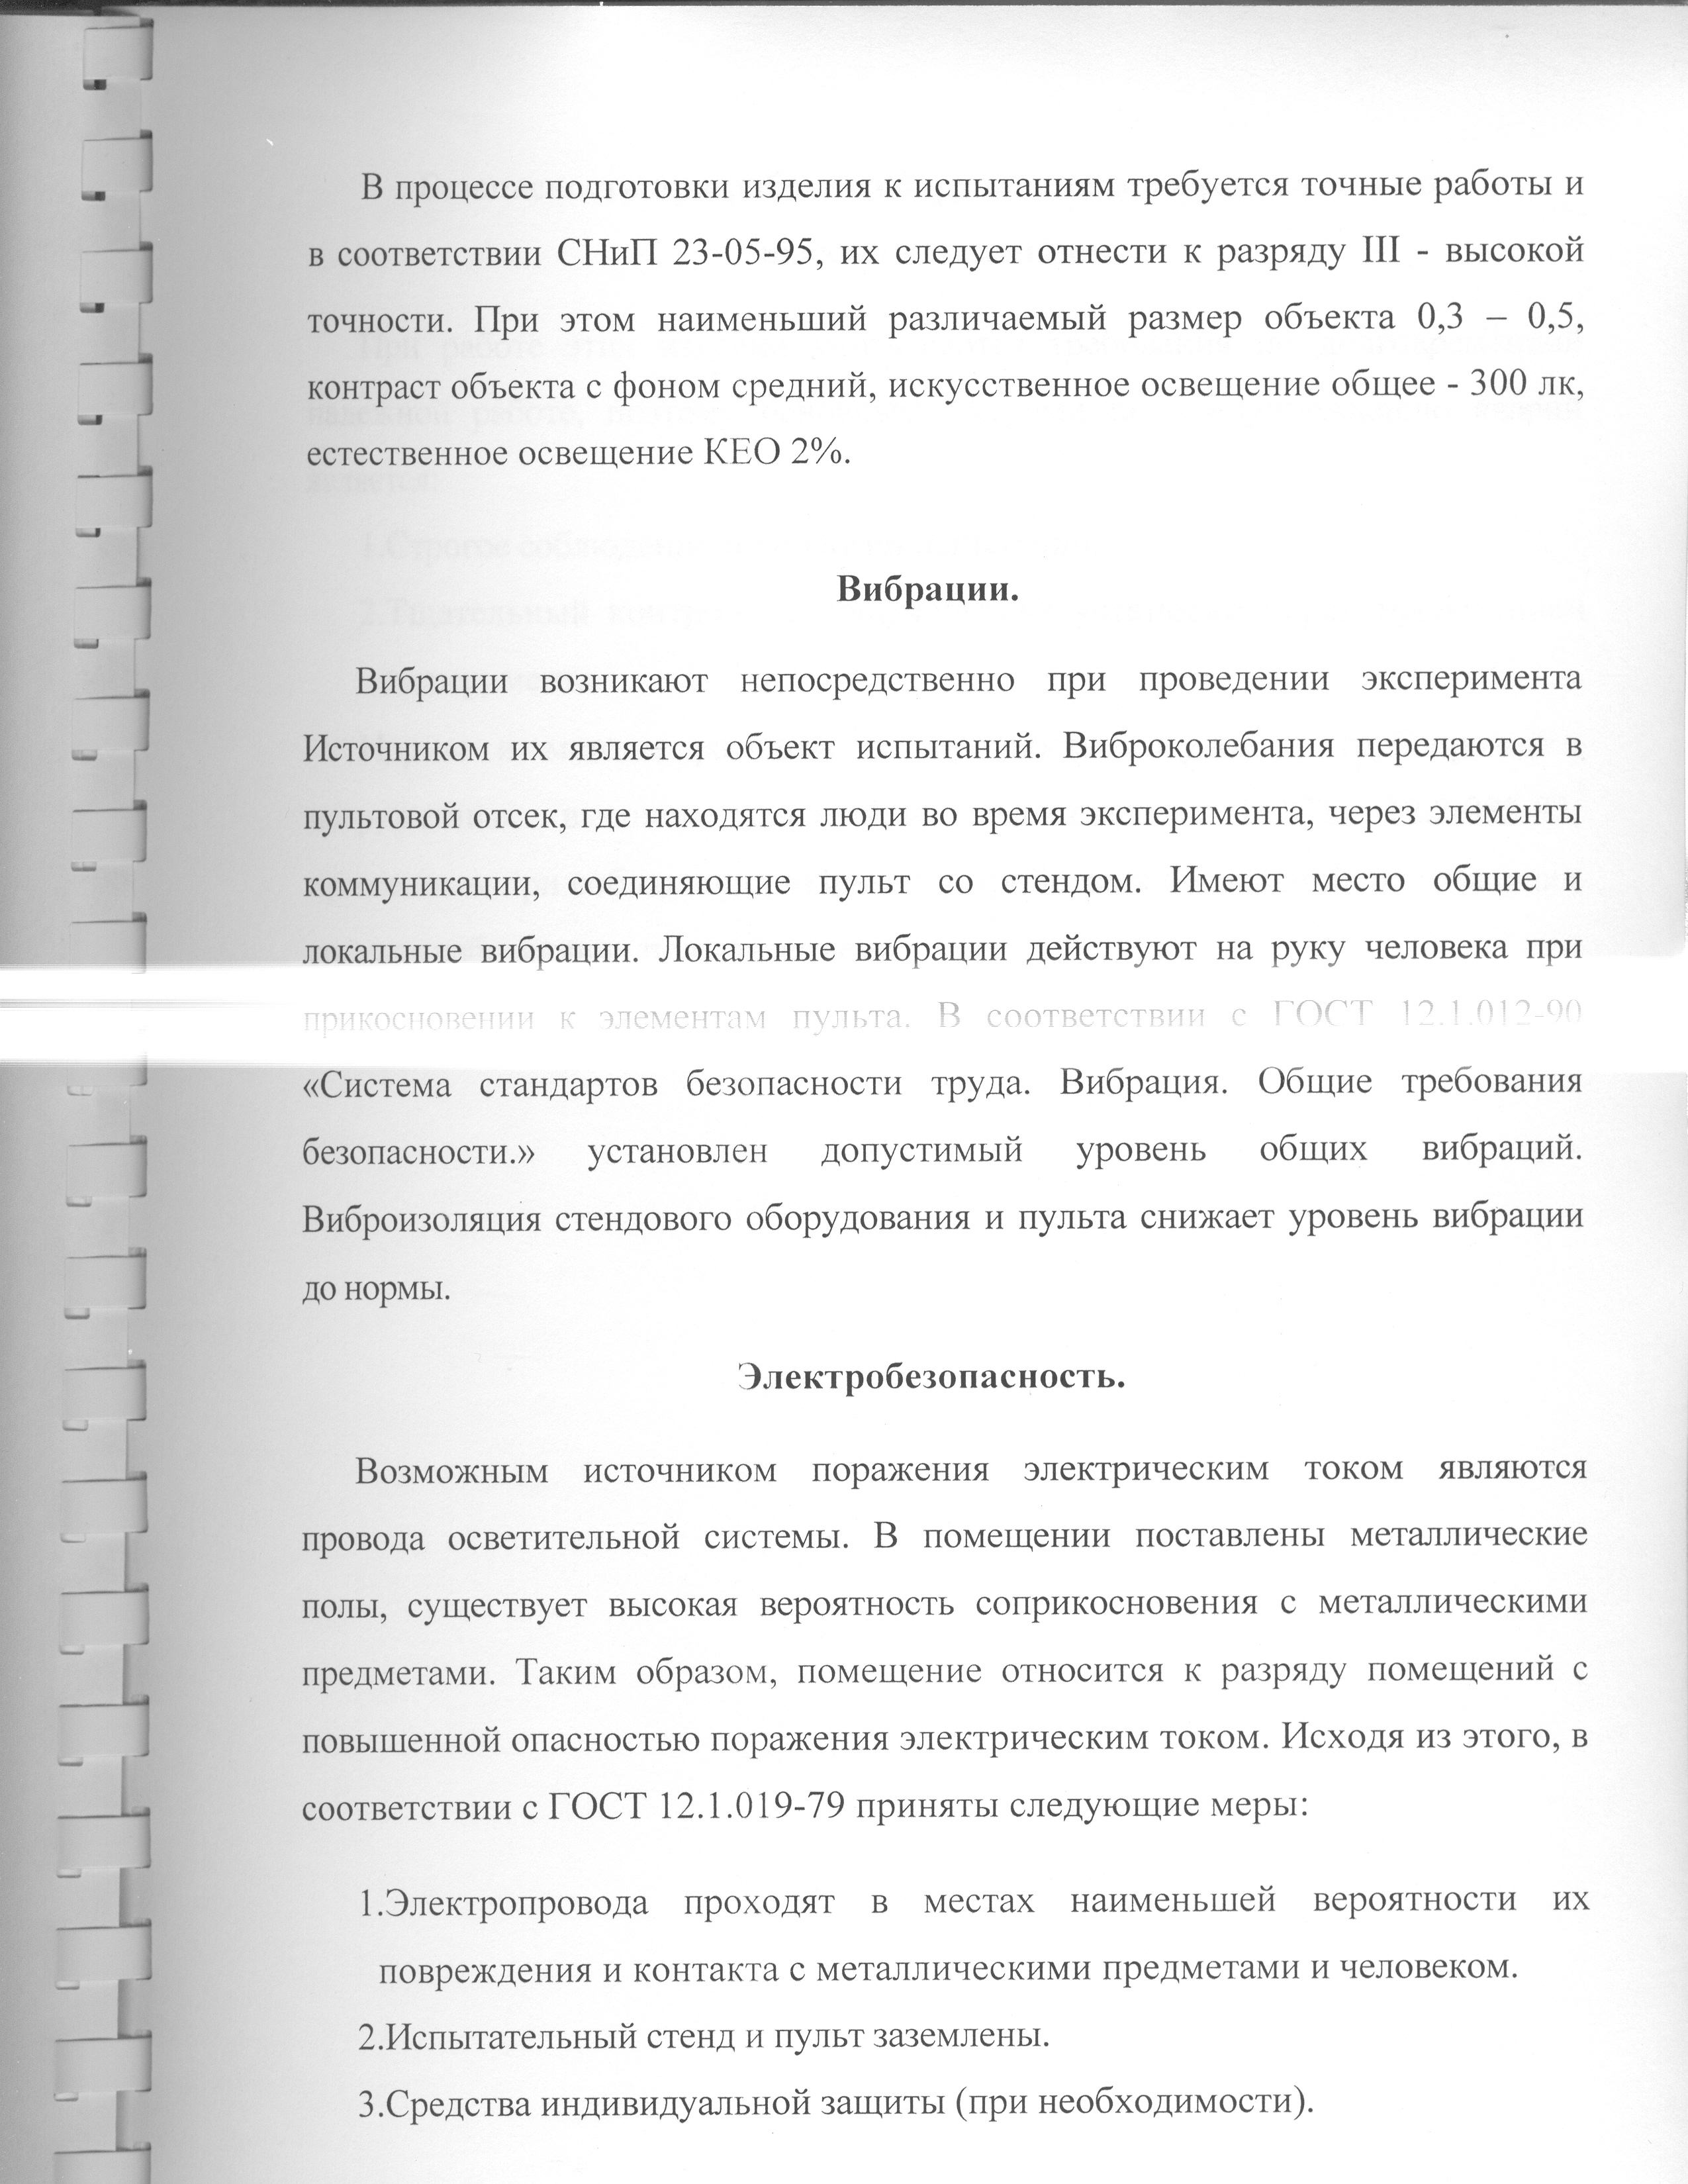 В процессе подготовки изделия к испытаниям требуется точные работы и
в соответствии СНиП 23-05-95, их следует отнести к разряду III - высокой
точности. При этом наименьший различаемый размер объекта 0,3 – 0,5,
контраст объекта с фоном средний, искусственное освещение общее - 300 лк,
естественное освещение КЕО 2%.
Вибрации.
Вибрации возникают непосредственно при проведении эксперимента
Источником их является объект испытаний. Виброколебания передаются в
пультовой отсек, где находятся люди во время эксперимента, через элементы
коммуникации, соединяющие пульт со стендом. Имеют место общие и
локальные вибрации. Локальные вибрации действуют на руку человека при
прикосновении к элементам пульта. В соответствии с ГОСТ 12.1.012-90
«Система стандартов безопасности труда. Вибрация. Общие требования
безопасности.» установлен допустимый уровень общих вибраций.
Виброизоляция стендового оборудования и пульта снижает уровень вибрации
до нормы.
Электробезопасность.
Возможным источником поражения электрическим током являются
провода осветительной системы. В помещении поставлены металлические
полы, существует высокая вероятность соприкосновения с металлическими
предметами. Таким образом, помещение относится к разряду помещений с
повышенной опасностью поражения электрическим током. Исходя из этого, в
соответствии с ГОСТ 12.1.019-79 приняты следующие меры:
1.Электропровода проходят в местах наименьшей вероятности их
повреждения и контакта с металлическими предметами и человеком.
2.Испытательный стенд и пульт заземлены.
3.Средства индивидуальной защиты (при необходимости).